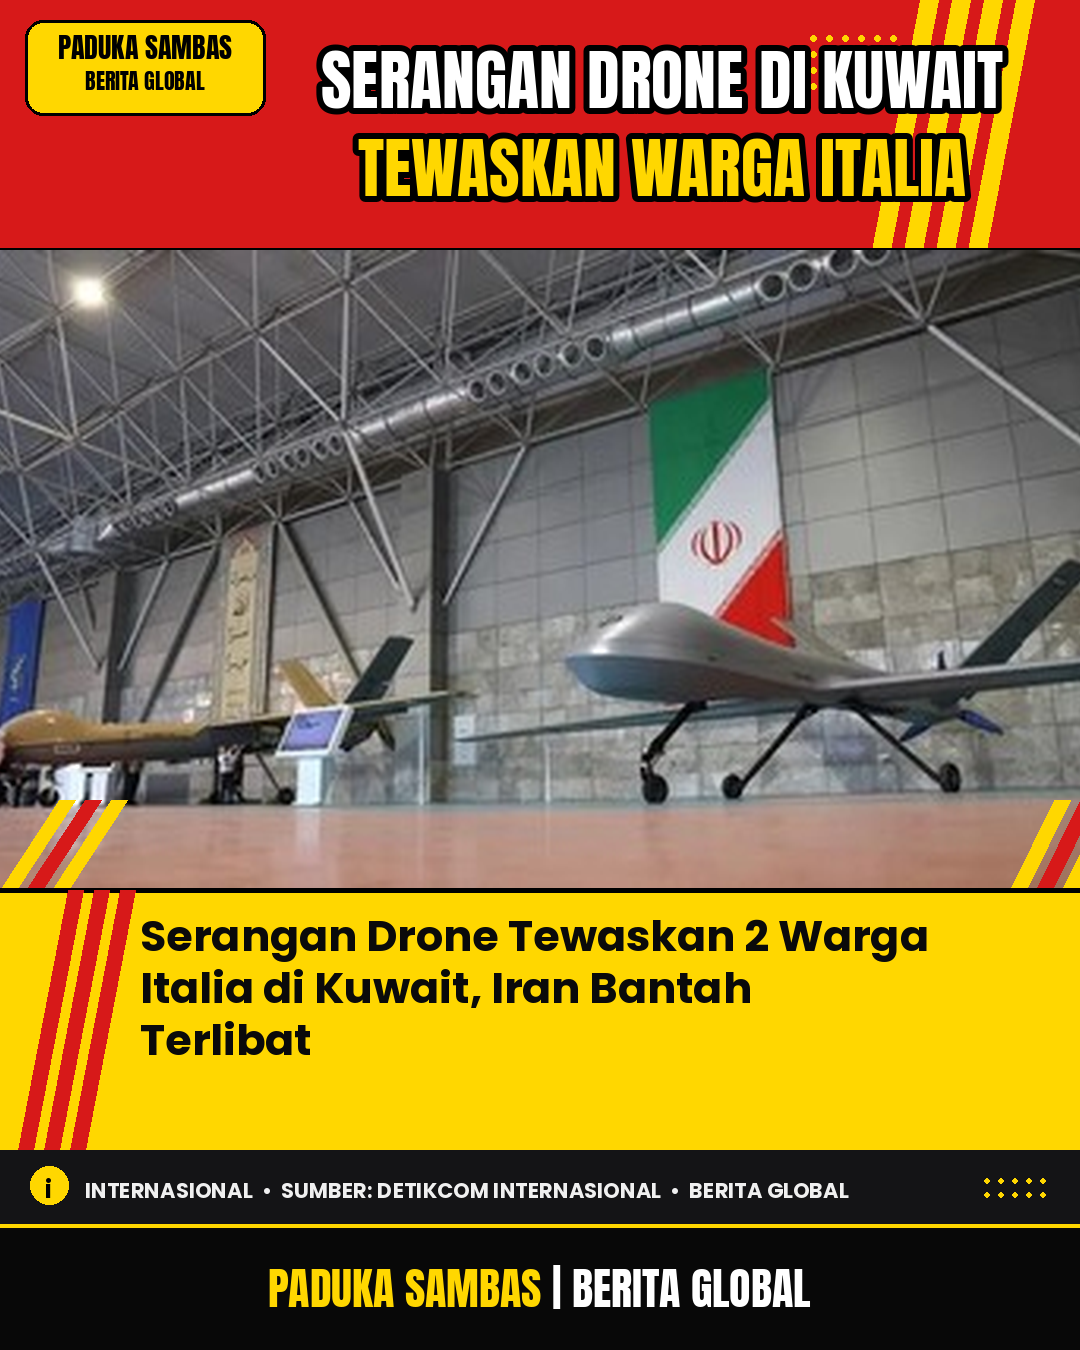 PADUKA SAMBAS
BERITA GLOBAL
SERANGAN DRONE DI KUWAIT
TEWASKAN WARGA ITALIA
Serangan Drone Tewaskan 2 Warga
Italia di Kuwait, Iran Bantah
Terlibat
i
INTERNASIONAL • SUMBER: DETIKCOM INTERNASIONAL • BERITA GLOBAL
PADUKA SAMBAS | BERITA GLOBAL